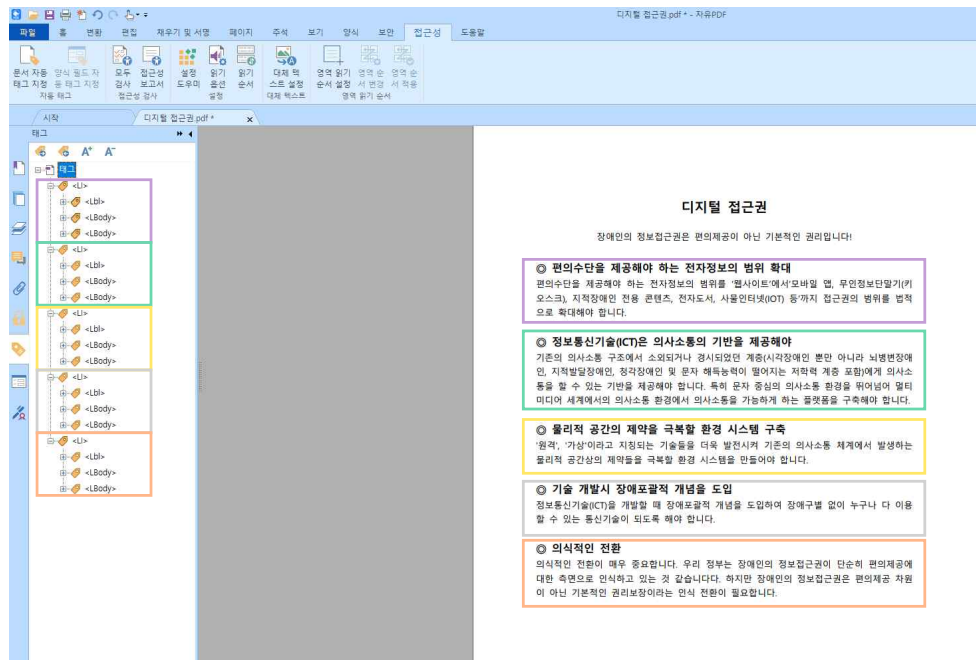 디지털 접근권.pdf * - 자유PDF
파일 홈 변환 편집 채우기 및 서명 페이지 주석 보기 양식 보안 접근성 도움말
문서 자동 태그 지정
양식 필드 자동 태그 지정
자동 태그
모두 검사
접근성 보고서
접근성 검사
설정 도우미
읽기 옵션
읽기 순서
설정
대체 텍스트 설정
대체 텍스트
영역 읽기 순서 설정
영역 순서 변경
영역 순서 적용
영역 읽기 순서
시작
디지털 접근권.pdf * x
태그
A+ A-
태그
<LI>
<Lbl>
<LBody>
<LBody>
<LI>
<Lbl>
<LBody>
<LBody>
<LI>
<Lbl>
<LBody>
<LBody>
<LI>
<Lbl>
<LBody>
<LBody>
<LI>
<Lbl>
<LBody>
<LBody>
디지털 접근권
장애인의 정보접근권은 편의제공이 아닌 기본적인 권리입니다!
◎ 편의수단을 제공해야 하는 전자정보의 범위 확대
편의수단을 제공해야 하는 전자정보의 범위를 '웹사이트'에서'모바일 앱, 무인정보단말기(키
오스크), 지적장애인 전용 콘텐츠, 전자도서, 사물인터넷(IOT) 등'까지 접근권의 범위를 법적
으로 확대해야 합니다.
◎ 정보통신기술(ICT)은 의사소통의 기반을 제공해야
기존의 의사소통 구조에서 소외되거나 경시되었던 계층(시각장애인 뿐만 아니라 뇌병변장애
인, 지적발달장애인, 청각장애인 및 문자 해득능력이 떨어지는 저학력 계층 포함)에게 의사소
통을 할 수 있는 기반을 제공해야 합니다. 특히 문자 중심의 의사소통 환경을 뛰어넘어 멀티
미디어 세계에서의 의사소통 환경에서 의사소통을 가능하게 하는 플랫폼을 구축해야 합니다.
◎ 물리적 공간의 제약을 극복할 환경 시스템 구축
'원격', '가상'이라고 지칭되는 기술들을 더욱 발전시켜 기존의 의사소통 체계에서 발생하는
물리적 공간상의 제약들을 극복할 환경 시스템을 만들어야 합니다.
◎ 기술 개발시 장애포괄적 개념을 도입
정보통신기술(ICT)을 개발할 때 장애포괄적 개념을 도입하여 장애구별 없이 누구나 다 이용
할 수 있는 통신기술이 되도록 해야 합니다.
◎ 의식적인 전환
의식적인 전환이 매우 중요합니다. 우리 정부는 장애인의 정보접근권이 단순히 편의제공에
대한 측면으로 인식하고 있는 것 같습니다다. 하지만 장애인의 정보접근권은 편의제공 차원
이 아닌 기본적인 권리보장이라는 인식 전환이 필요합니다.